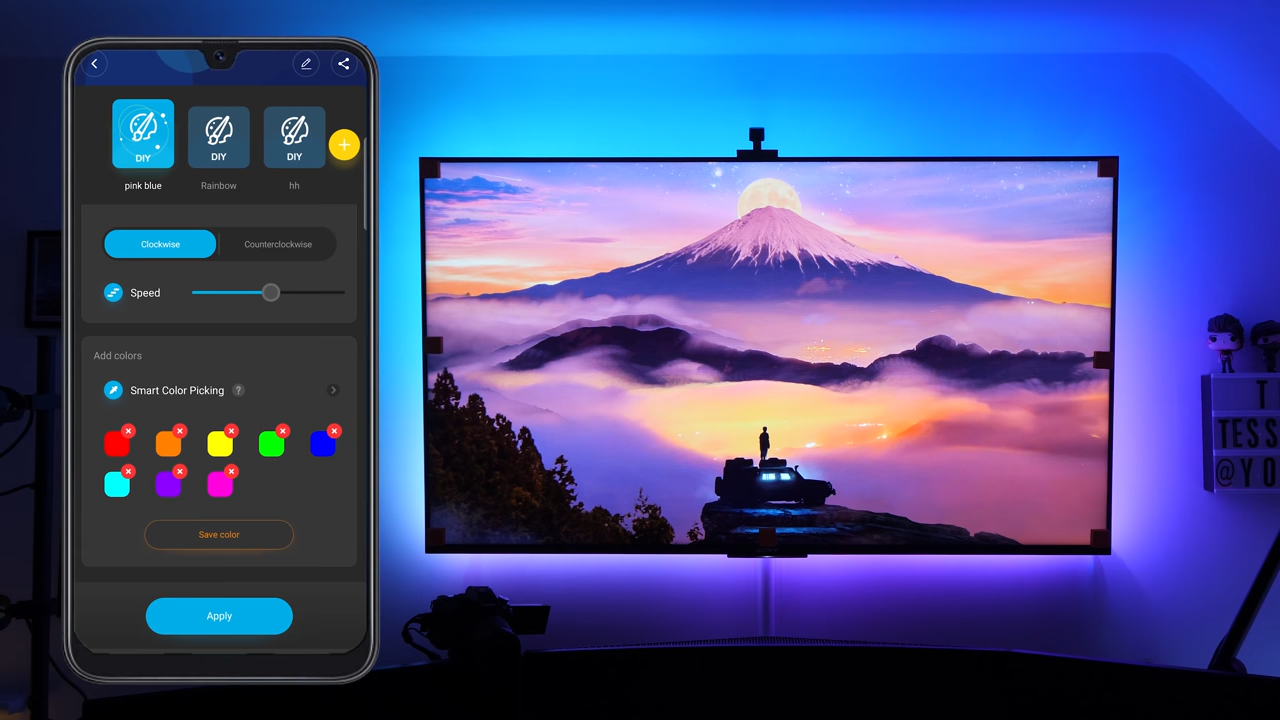 DIY
DIY
DIY
pink blue
Rainbow
hh
Clockwise
Counterclockwise
Speed
Add colors
Smart Color Picking ?
Save color
Apply
T
TESS
@YO